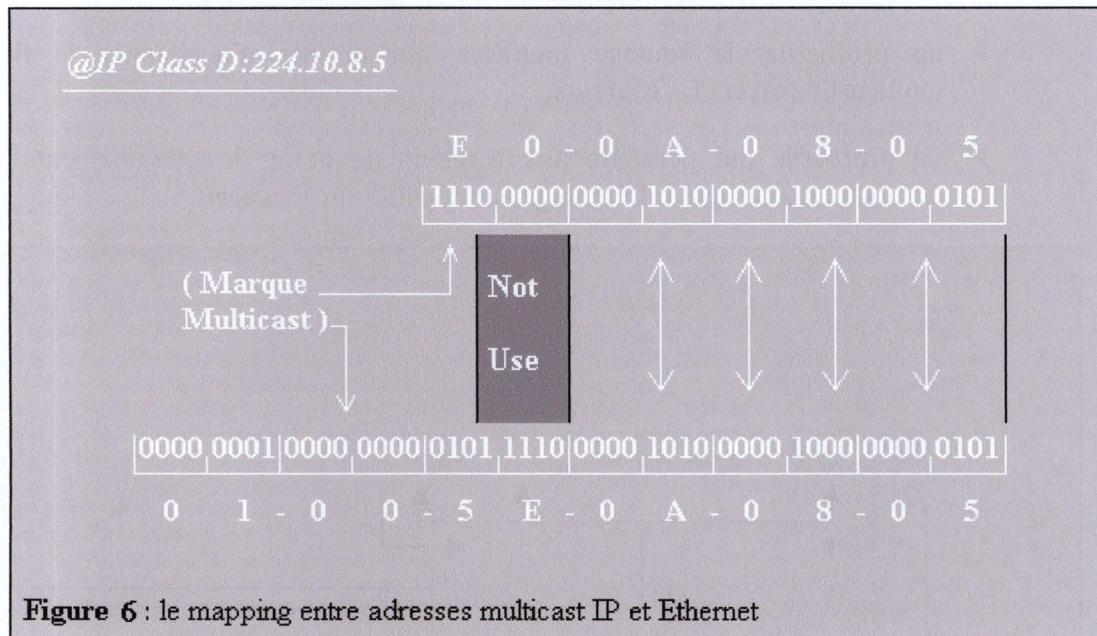 @IP Class D:224.10.8.5
E 0 - 0 A - 0 8 - 0 5
1110 0000 0000 1010 0000 1000 0000 0101
( Marque
Multicast )
Not
Use
0000 0001 0000 0000 0101 1110 0000 1010 0000 1000 0000 0101
0 1 - 0 0 - 5 E - 0 A - 0 8 - 0 5
Figure 6 : le mapping entre adresses multicast IP et Ethernet